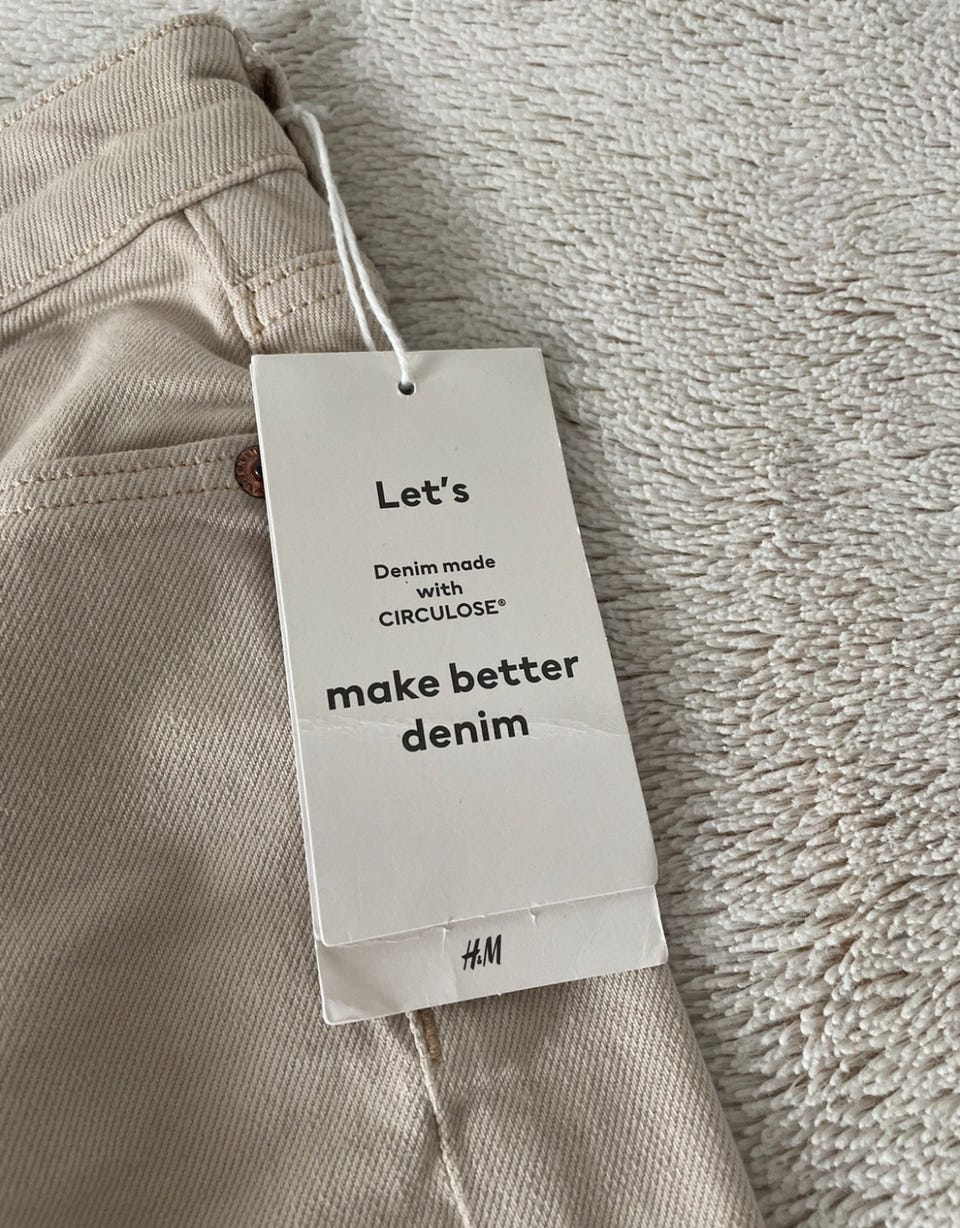 Let's
Denim made
with
CIRCULOSE®
make better
denim
H&M